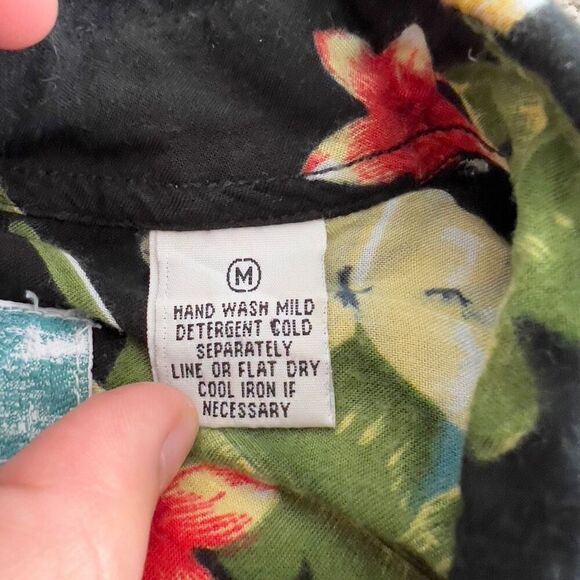 M
HAND WASH MILD
DETERGENT COLD
SEPARATELY
LINE OR FLAT DRY
COOL IRON IF
NECESSARY